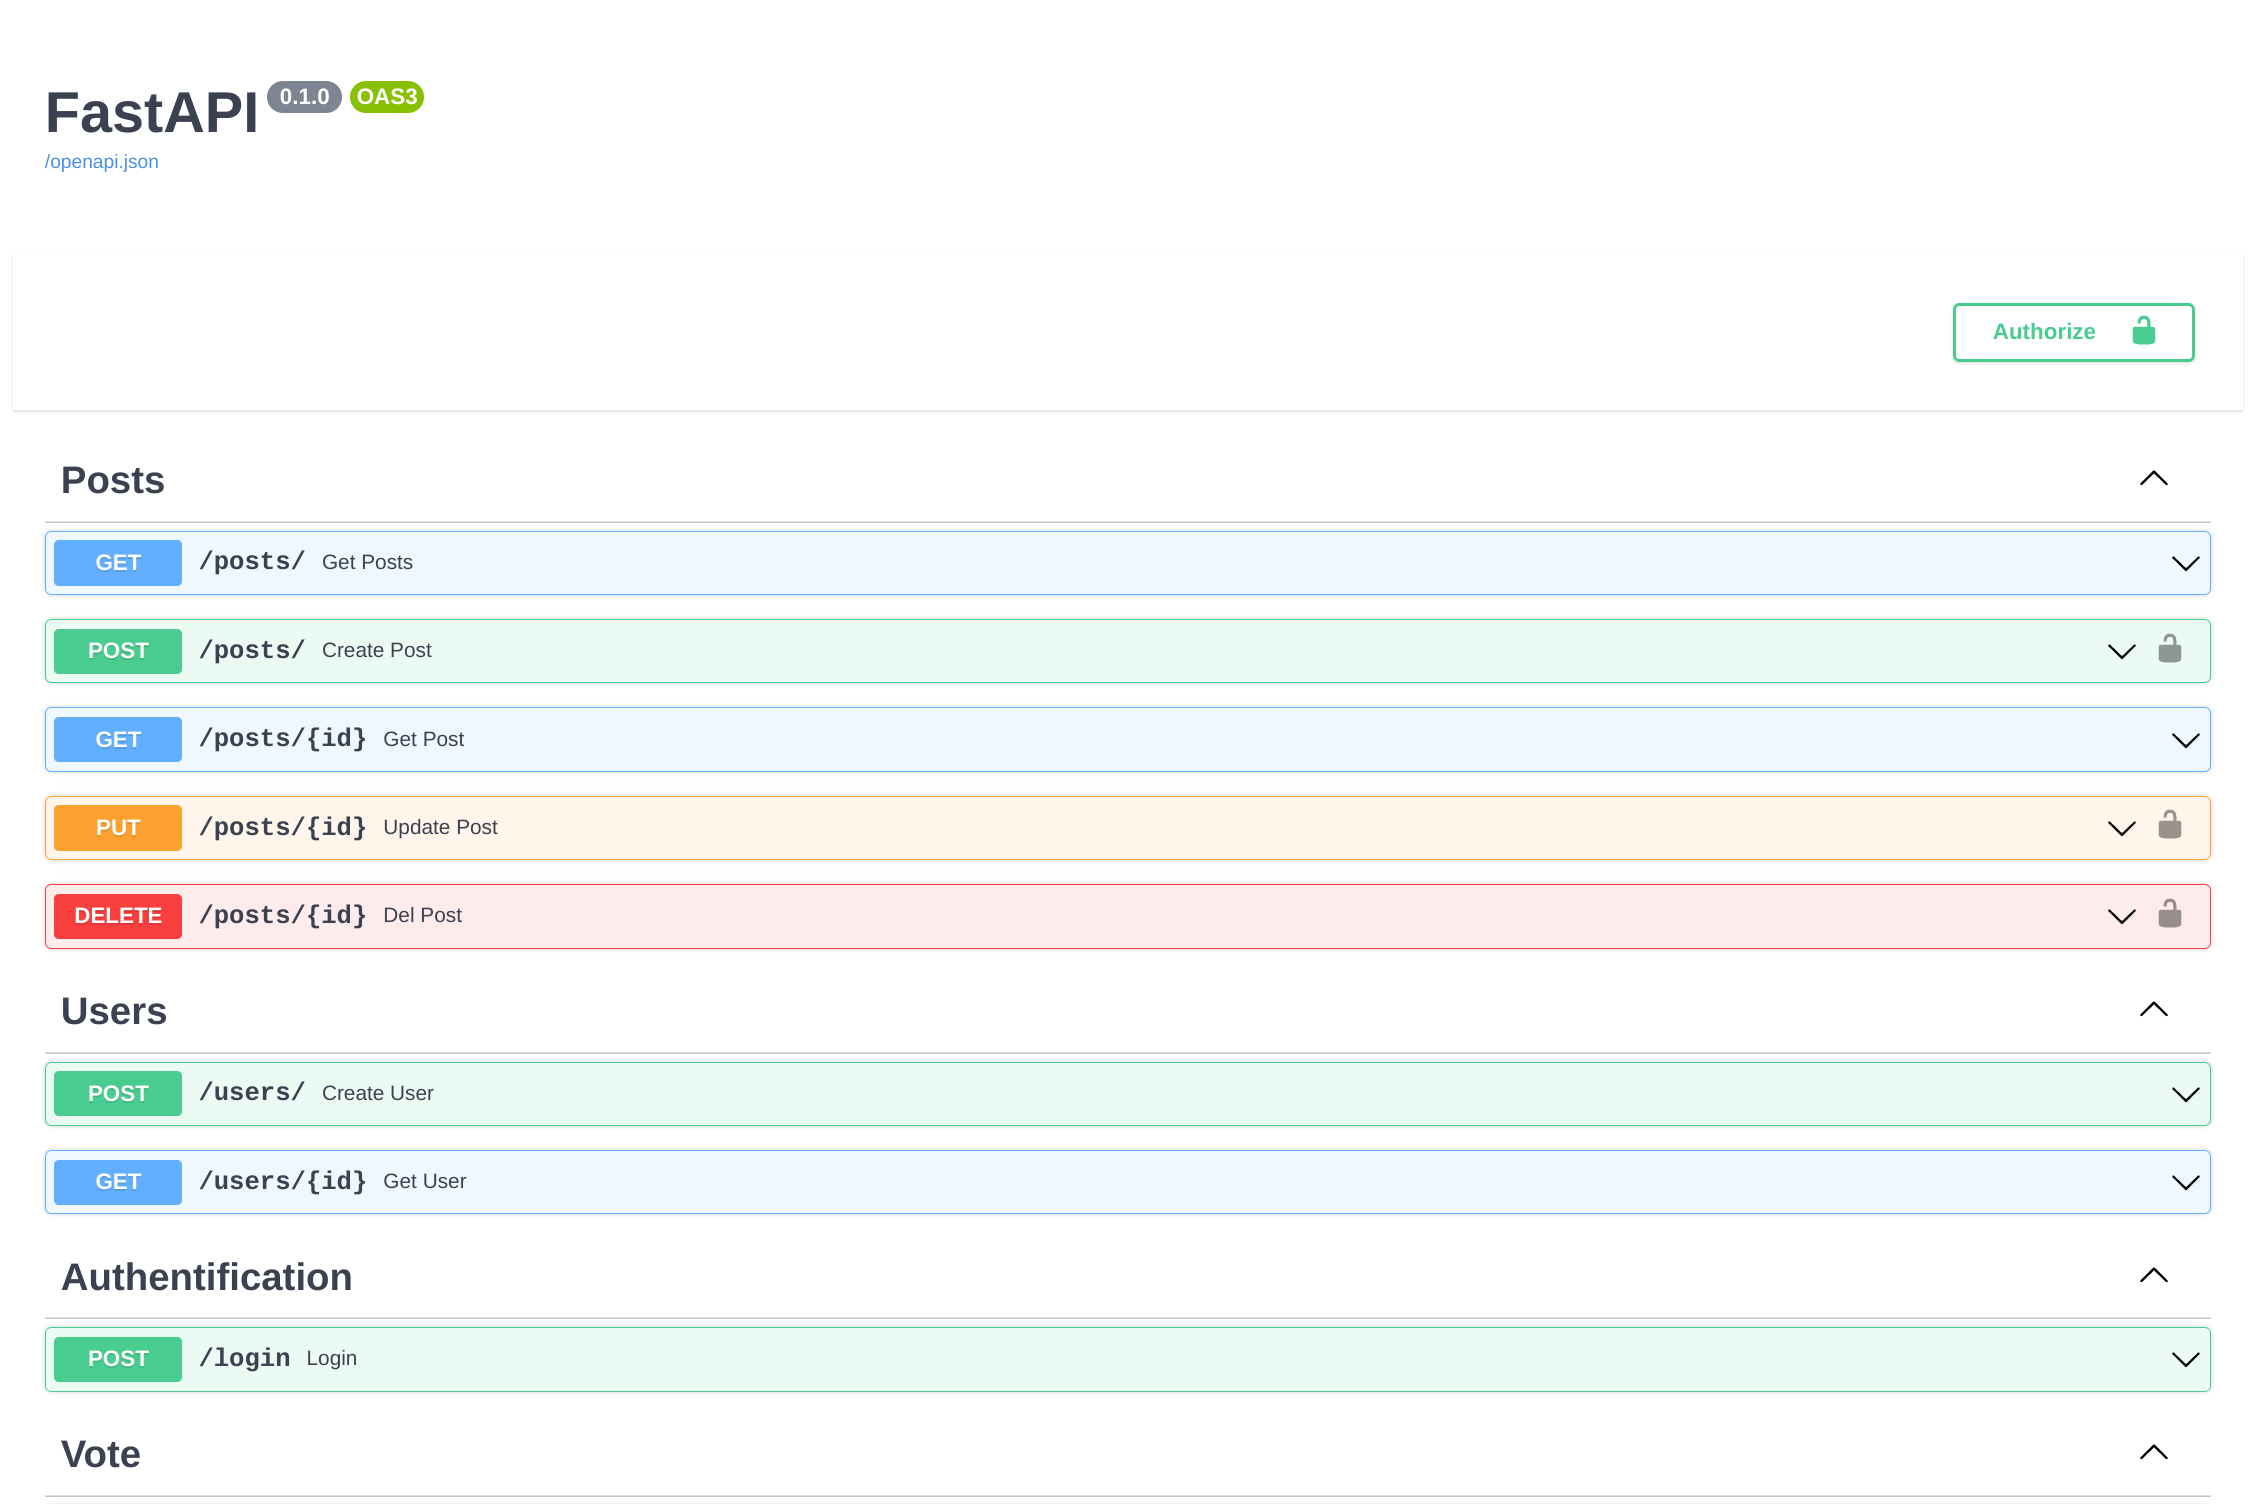 FastAPI 0.1.0 OAS3
/openapi.json
Authorize
Posts
GET /posts/ Get Posts
POST /posts/ Create Post
GET /posts/{id} Get Post
PUT /posts/{id} Update Post
DELETE /posts/{id} Del Post
Users
POST /users/ Create User
GET /users/{id} Get User
Authentification
POST /login Login
Vote